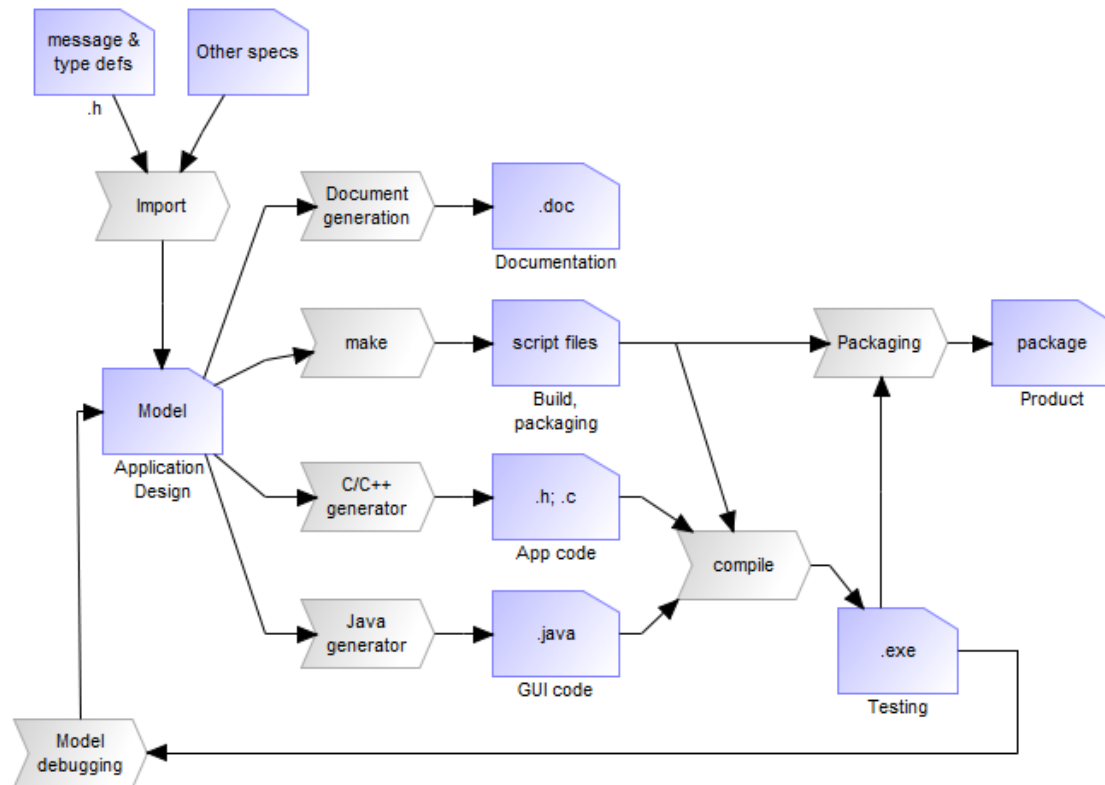 message &
type defs
.h
Other specs
Import
Document
generation
.doc
Documentation
make
script files
Build,
packaging
Packaging
package
Product
Model
Application
Design
C/C++
generator
.h; .c
App code
compile
Java
generator
.java
GUI code
.exe
Testing
Model
debugging